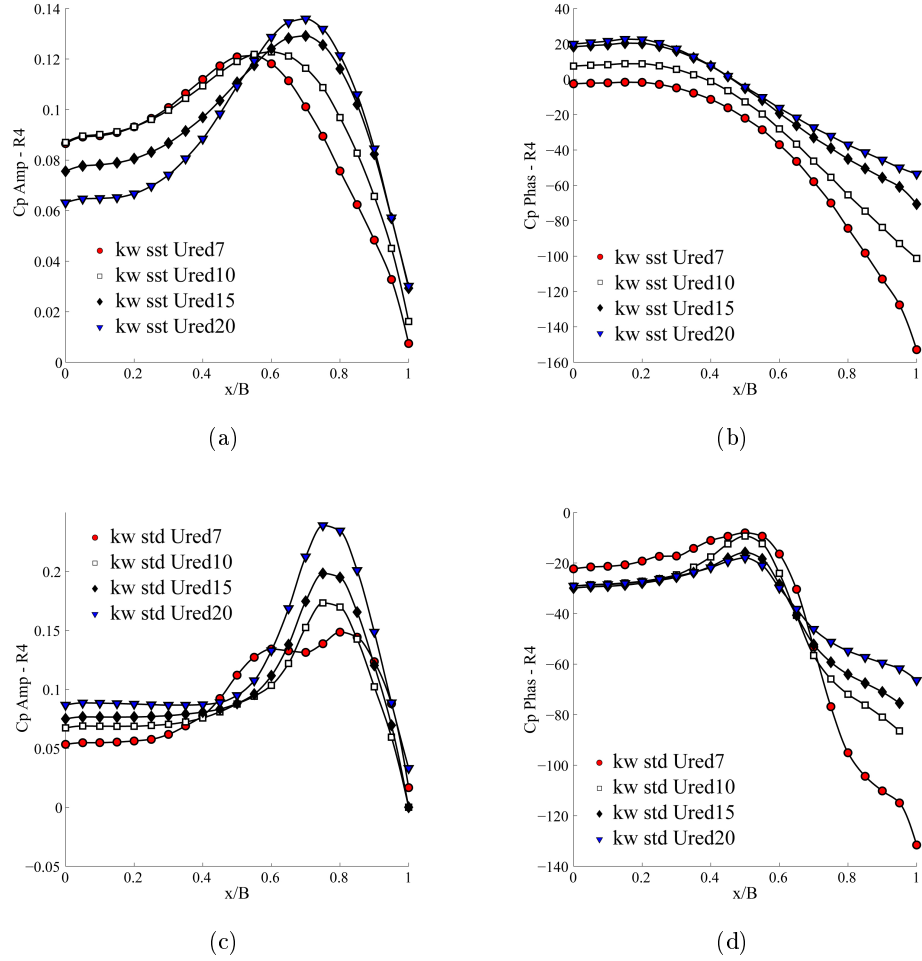 0.14
0.12
0.1
0.08
0.06
0.04
0.02
0
Cp Amp - R4
kw sst Ured7
kw sst Ured10
kw sst Ured15
kw sst Ured20
0 0.2 0.4 0.6 0.8 1
x/B
(a)
40
20
0
−20
−40
−60
−80
−100
−120
−140
−160
Cp Phas - R4
kw sst Ured7
kw sst Ured10
kw sst Ured15
kw sst Ured20
0 0.2 0.4 0.6 0.8 1
x/B
(b)
0.2
0.15
0.1
0.05
0
−0.05
Cp Amp - R4
kw std Ured7
kw std Ured10
kw std Ured15
kw std Ured20
0 0.2 0.4 0.6 0.8 1
x/B
(c)
0
−20
−40
−60
−80
−100
−120
−140
Cp Phas - R4
kw std Ured7
kw std Ured10
kw std Ured15
kw std Ured20
0 0.2 0.4 0.6 0.8 1
x/B
(d)